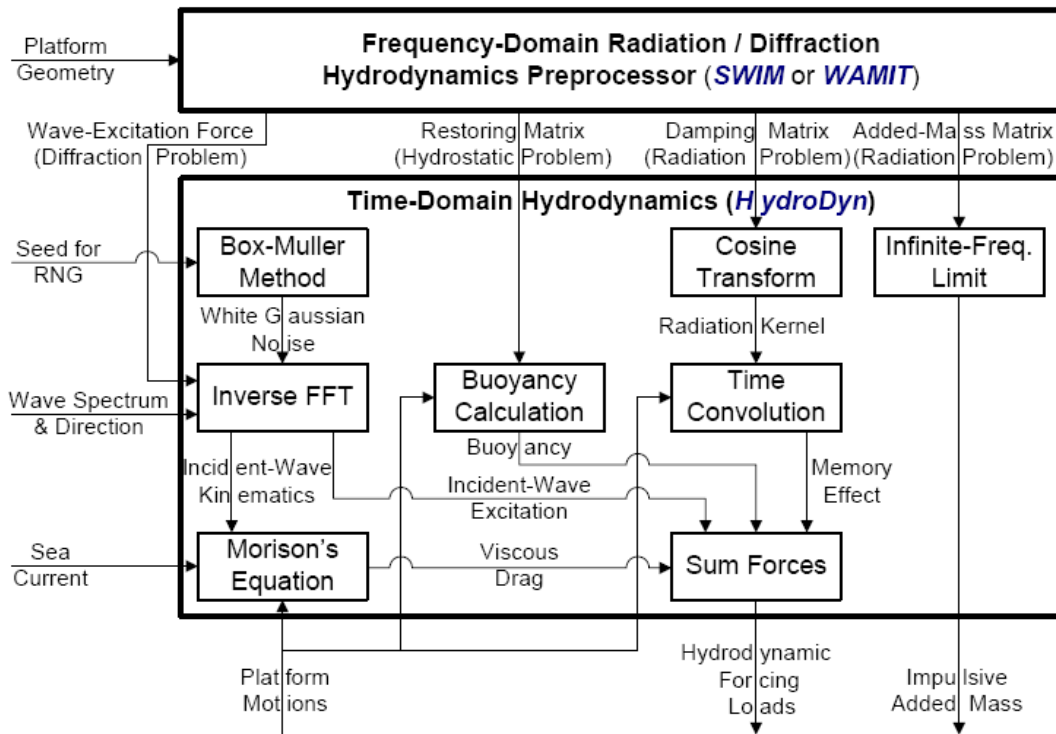 Platform
Geometry
Frequency-Domain Radiation / Diffraction
Hydrodynamics Preprocessor (SWIM or WAMIT)
Wave-Excitation Force
(Diffraction Problem)
Restoring Matrix
(Hydrostatic Problem)
Damping Matrix
(Radiation Problem)
Added-Mass Matrix
(Radiation Problem)
Time-Domain Hydrodynamics (HydroDyn)
Seed for
RNG
Box-Muller
Method
Cosine
Transform
Infinite-Freq.
Limit
White Gaussian
Noise
Radiation Kernel
Wave Spectrum
& Direction
Inverse FFT
Buoyancy
Calculation
Time
Convolution
Incident-Wave
Kinematics
Buoyancy
Incident-Wave
Excitation
Memory
Effect
Sea
Current
Morison's
Equation
Viscous
Drag
Sum Forces
Platform
Motions
Hydrodynamic
Forcing
Loads
Impulsive
Added Mass